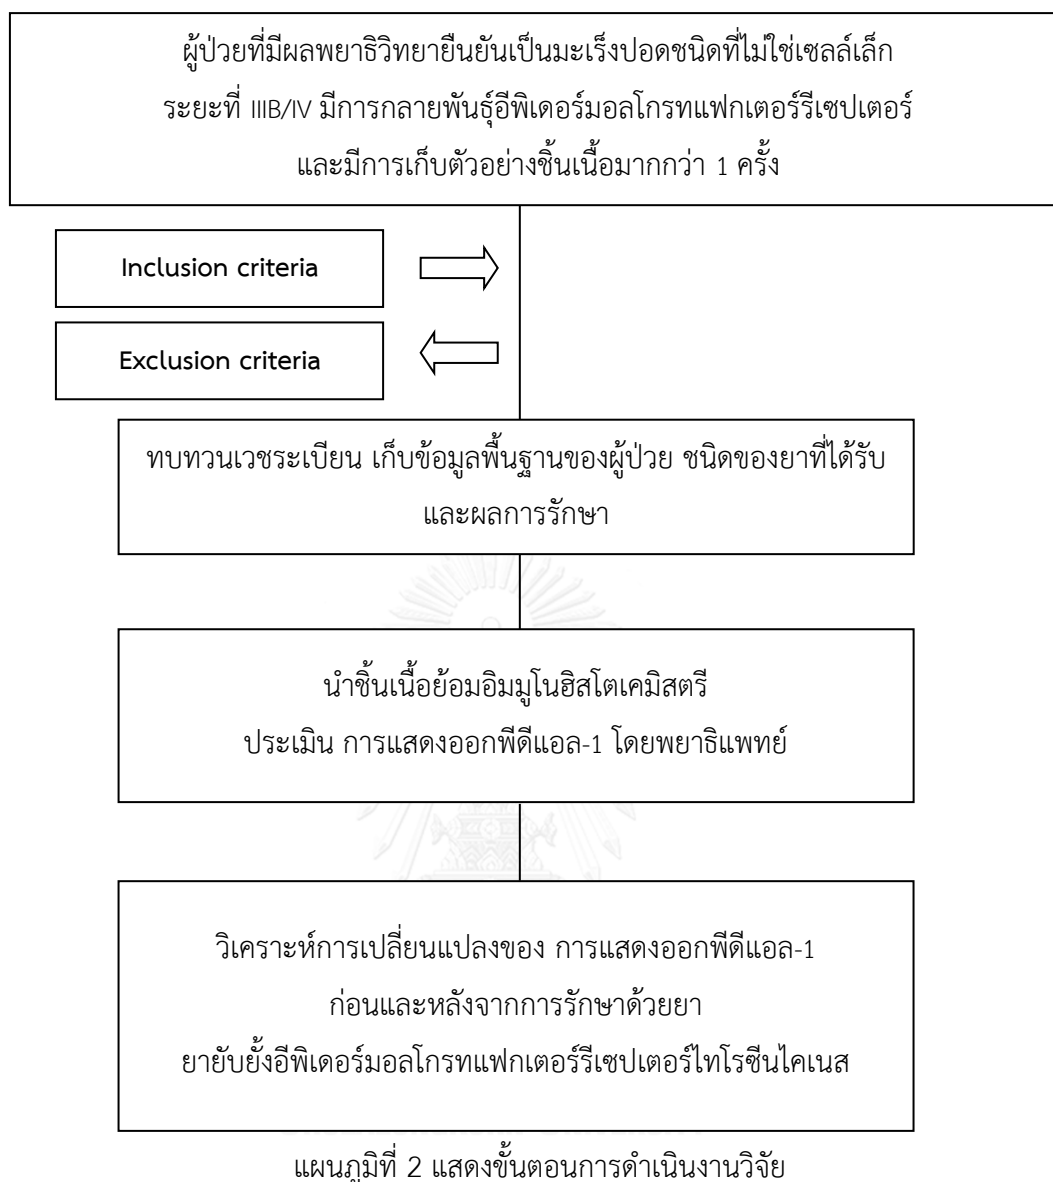 ผู้ป่วยที่มีผลพยาธิวิทยายืนยันเป็นมะเร็งปอดชนิดที่ไม่ใช่เซลล์เล็ก
ระยะที่ IIIB/IV มีการกลายพันธุ์อีพิเดอร์มอลโกรทแฟกเตอร์รีเซปเตอร์
และมีการเก็บตัวอย่างชิ้นเนื้อมากกว่า 1 ครั้ง
Inclusion criteria
Exclusion criteria
ทบทวนเวชระเบียน เก็บข้อมูลพื้นฐานของผู้ป่วย ชนิดของยาที่ได้รับ
และผลการรักษา
นำชิ้นเนื้อย้อมอิมมูโนฮิสโตเคมิสตรี
ประเมิน การแสดงออกพีดีแอล-1 โดยพยาธิแพทย์
วิเคราะห์การเปลี่ยนแปลงของ การแสดงออกพีดีแอล-1
ก่อนและหลังจากการรักษาด้วยยา
ยายับยั้งอีพิเดอร์มอลโกรทแฟกเตอร์รีเซปเตอร์ไทโรซีนไคเนส
แผนภูมิที่ 2 แสดงขั้นตอนการดำเนินงานวิจัย